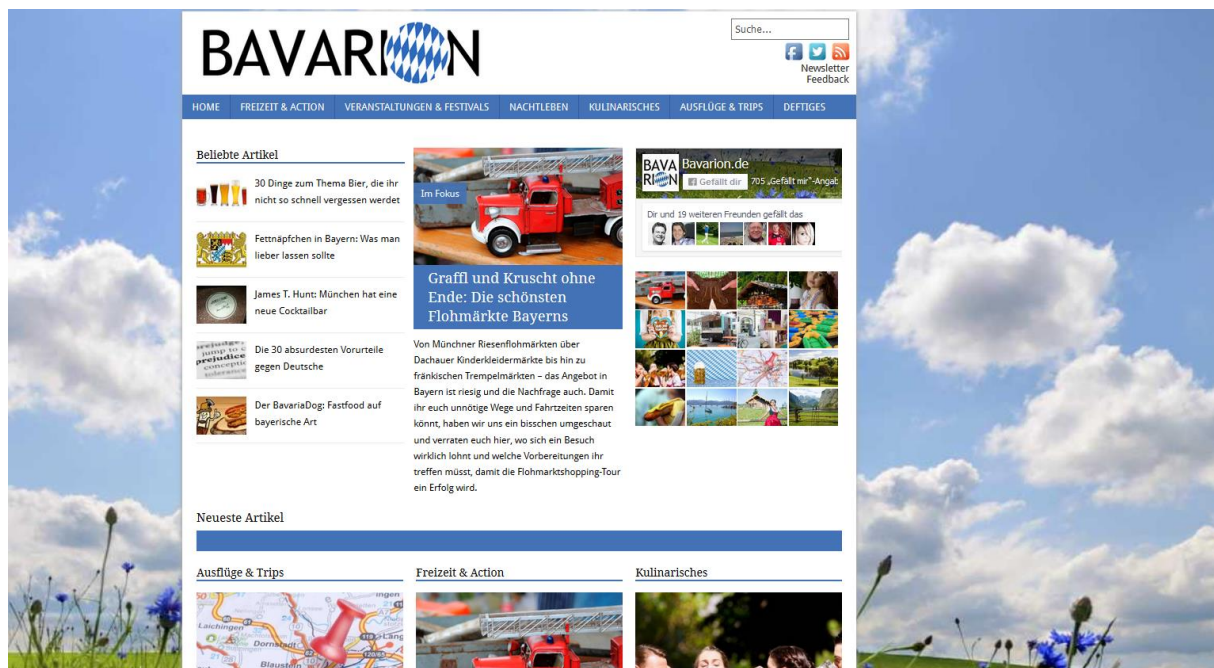 BAVARION
Suche...
Newsletter
Feedback
HOME FREIZEIT & ACTION VERANSTALTUNGEN & FESTIVALS NACHTLEBEN KULINARISCHES AUSFLÜGE & TRIPS DEFTIGES
Beliebte Artikel
30 Dinge zum Thema Bier, die ihr
nicht so schnell vergessen werdet
Fettnäpfchen in Bayern: Was man
lieber lassen sollte
James T. Hunt: München hat eine
neue Cocktailbar
prejudice
Die 30 absurdesten Vorurteile
gegen Deutsche
Der BavariaDog: Fastfood auf
bayerische Art
Im Fokus
Graffl und Kruscht ohne
Ende: Die schönsten
Flohmärkte Bayerns
Von Münchner Riesenflohmärkten über
Dachauer Kinderkleidermärkte bis hin zu
fränkischen Trempelmärkten – das Angebot in
Bayern ist riesig und die Nachfrage auch. Damit
ihr euch unnötige Wege und Fahrtzeiten sparen
könnt, haben wir uns ein bisschen umgeschaut
und verraten euch hier, wo sich ein Besuch
wirklich lohnt und welche Vorbereitungen ihr
treffen müsst, damit die Flohmarktshopping-Tour
ein Erfolg wird.
BAVA
RION
Bavarion.de
Gefällt dir 705 „Gefällt mir"-Angab
Dir und 19 weiteren Freunden gefällt das
Neueste Artikel
Ausflüge & Trips
Freizeit & Action
Kulinarisches
Laichingen
Dornstadt
Blaustein